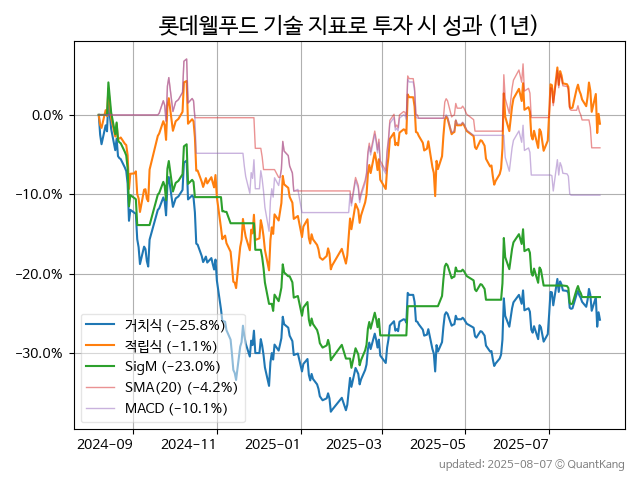 롯데웰푸드 기술 지표로 투자 시 성과 (1년)
0.0%
−10.0%
−20.0%
−30.0%
거치식 (−25.8%)
적립식 (−1.1%)
SigM (−23.0%)
SMA(20) (−4.2%)
MACD (−10.1%)
2024-09
2024-11
2025-01
2025-03
2025-05
2025-07
updated: 2025-08-07 © QuantKang